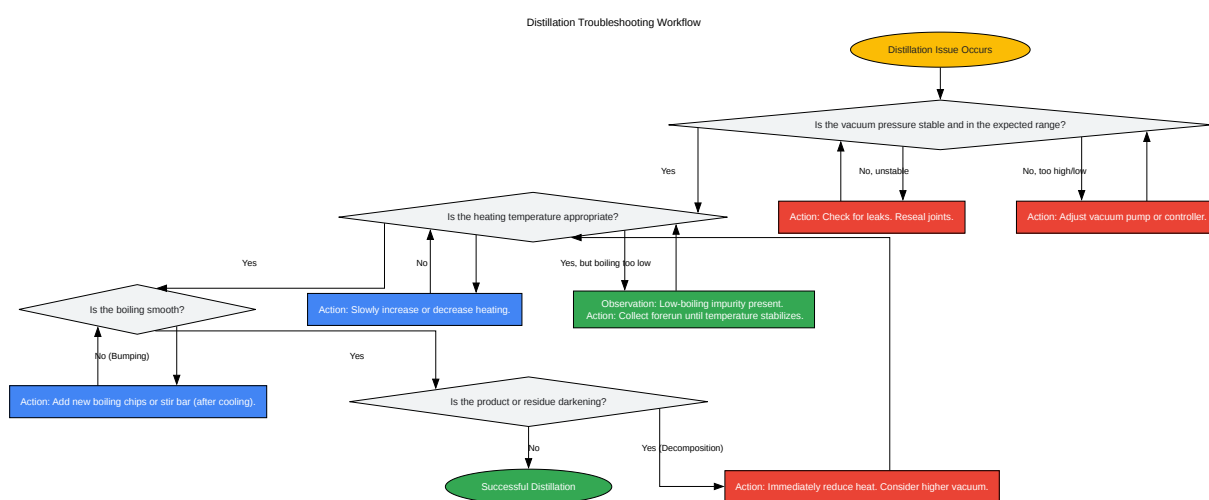 Distillation Troubleshooting Workflow
Distillation Issue Occurs
Is the vacuum pressure stable and in the expected range?
Yes
No, unstable
No, too high/low
Action: Check for leaks. Reseal joints.
Action: Adjust vacuum pump or controller.
Is the heating temperature appropriate?
Yes
No
Yes, but boiling too low
Action: Slowly increase or decrease heating.
Observation: Low-boiling impurity present.
Action: Collect forerun until temperature stabilizes.
Is the boiling smooth?
No (Bumping)
Yes
Action: Add new boiling chips or stir bar (after cooling).
Is the product or residue darkening?
No
Yes (Decomposition)
Successful Distillation
Action: Immediately reduce heat. Consider higher vacuum.